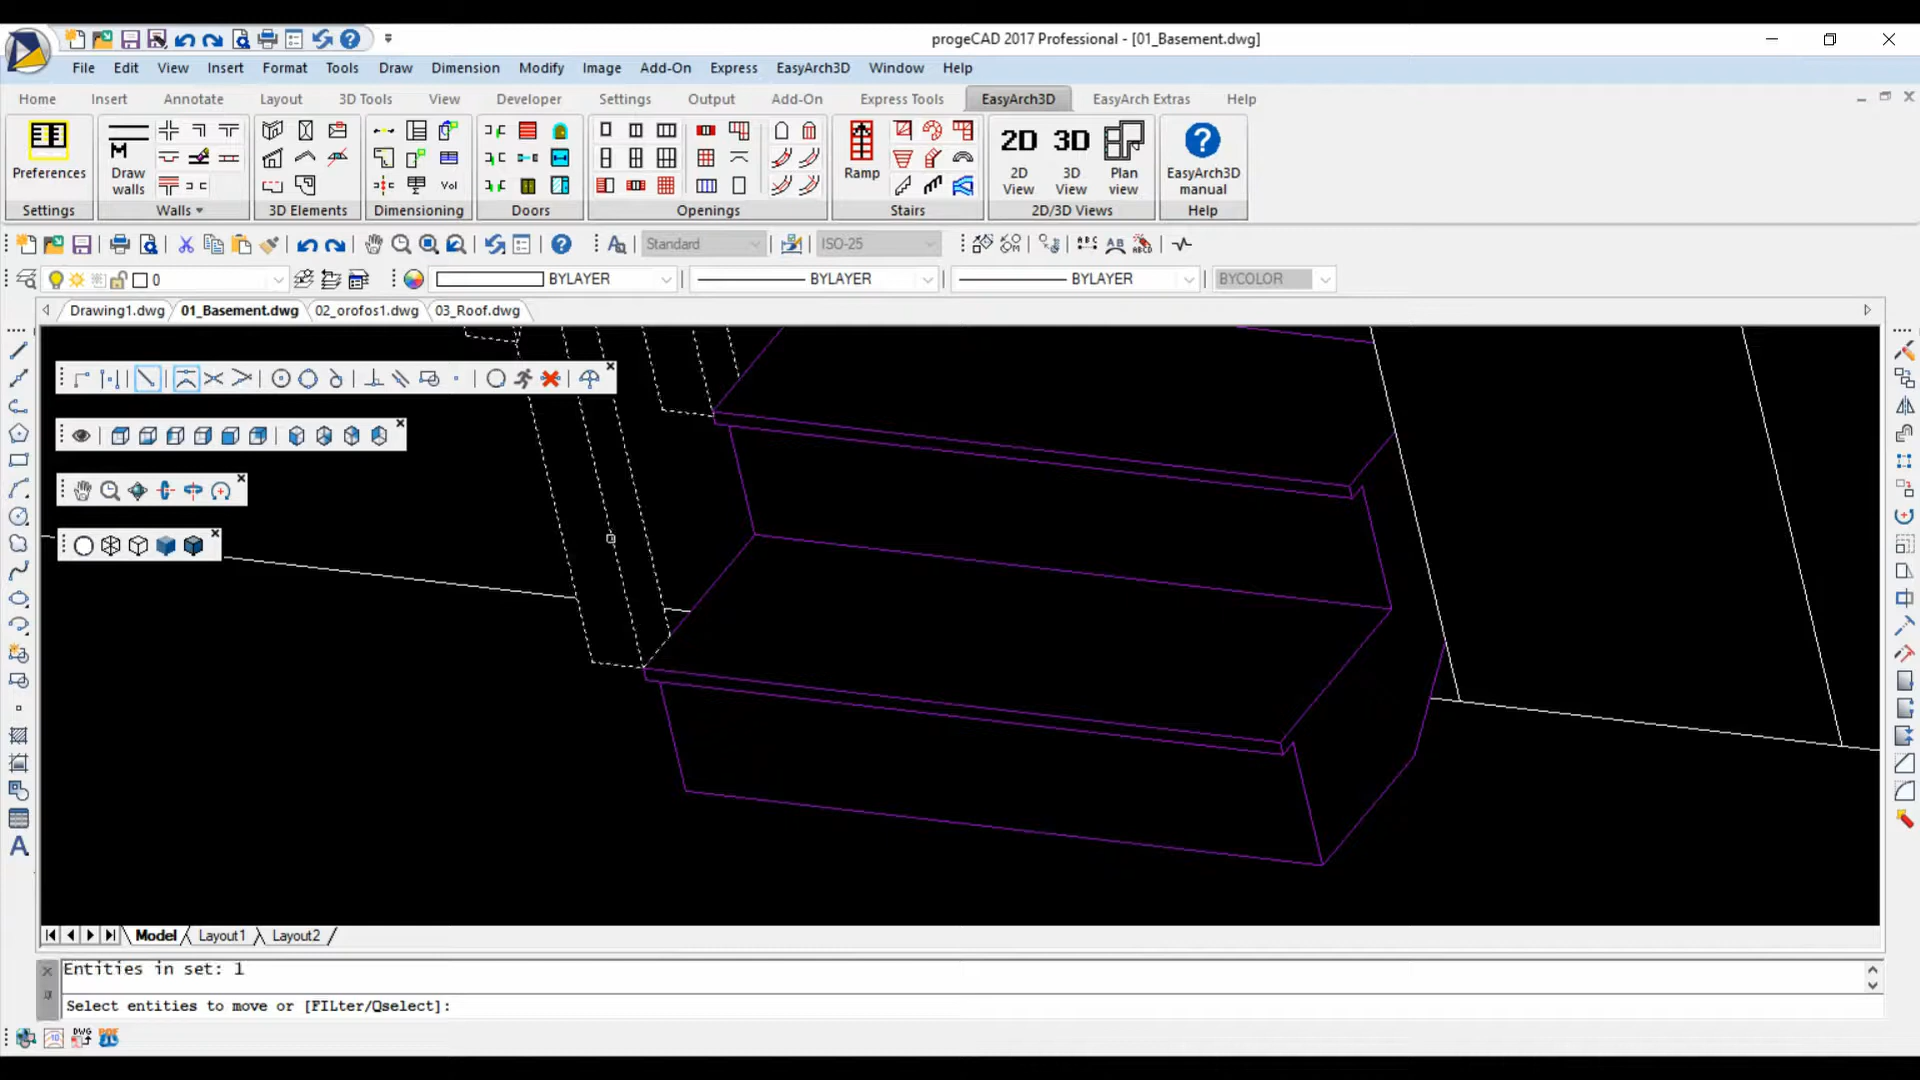 progeCAD 2017 Professional - [01_Basement.dwg]
File Edit View Insert Format Tools Draw Dimension Modify Image Add-On Express EasyArch3D Window Help
Home Insert Annotate Layout 3D Tools View Developer Settings Output Add-On Express Tools EasyArch3D EasyArch Extras Help
Preferences
M
Draw
walls
Vol
Ramp
2D
2D
View
3D
3D
View
Plan
view
EasyArch3D
manual
Settings Walls 3D Elements Dimensioning Doors Openings Stairs 2D/3D Views Help
Standard ISO-25
0 BYLAYER BYLAYER BYLAYER BYCOLOR
Drawing1.dwg 01_Basement.dwg 02_orofos1.dwg 03_Roof.dwg
Model Layout1 Layout2
Entities in set: 1
Select entities to move or [FILter/Qselect]: